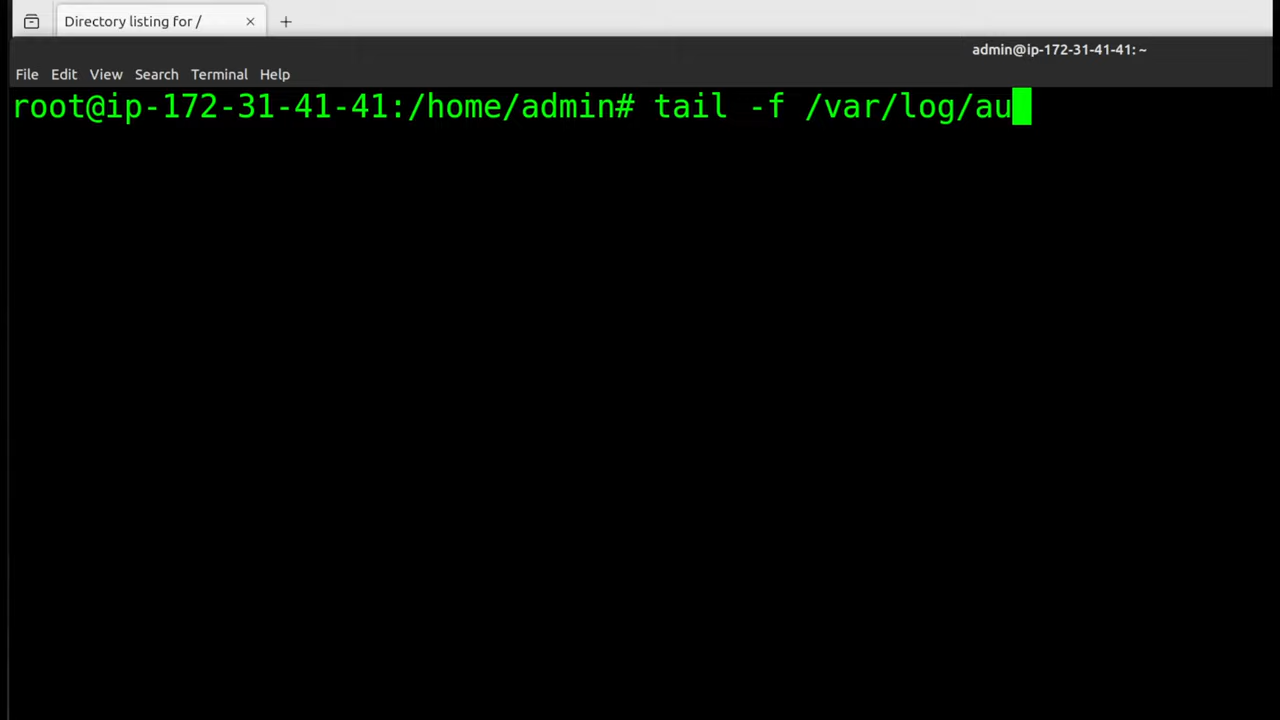 Directory listing for /
admin@ip-172-31-41-41: ~
File Edit View Search Terminal Help
root@ip-172-31-41-41:/home/admin# tail -f /var/log/au